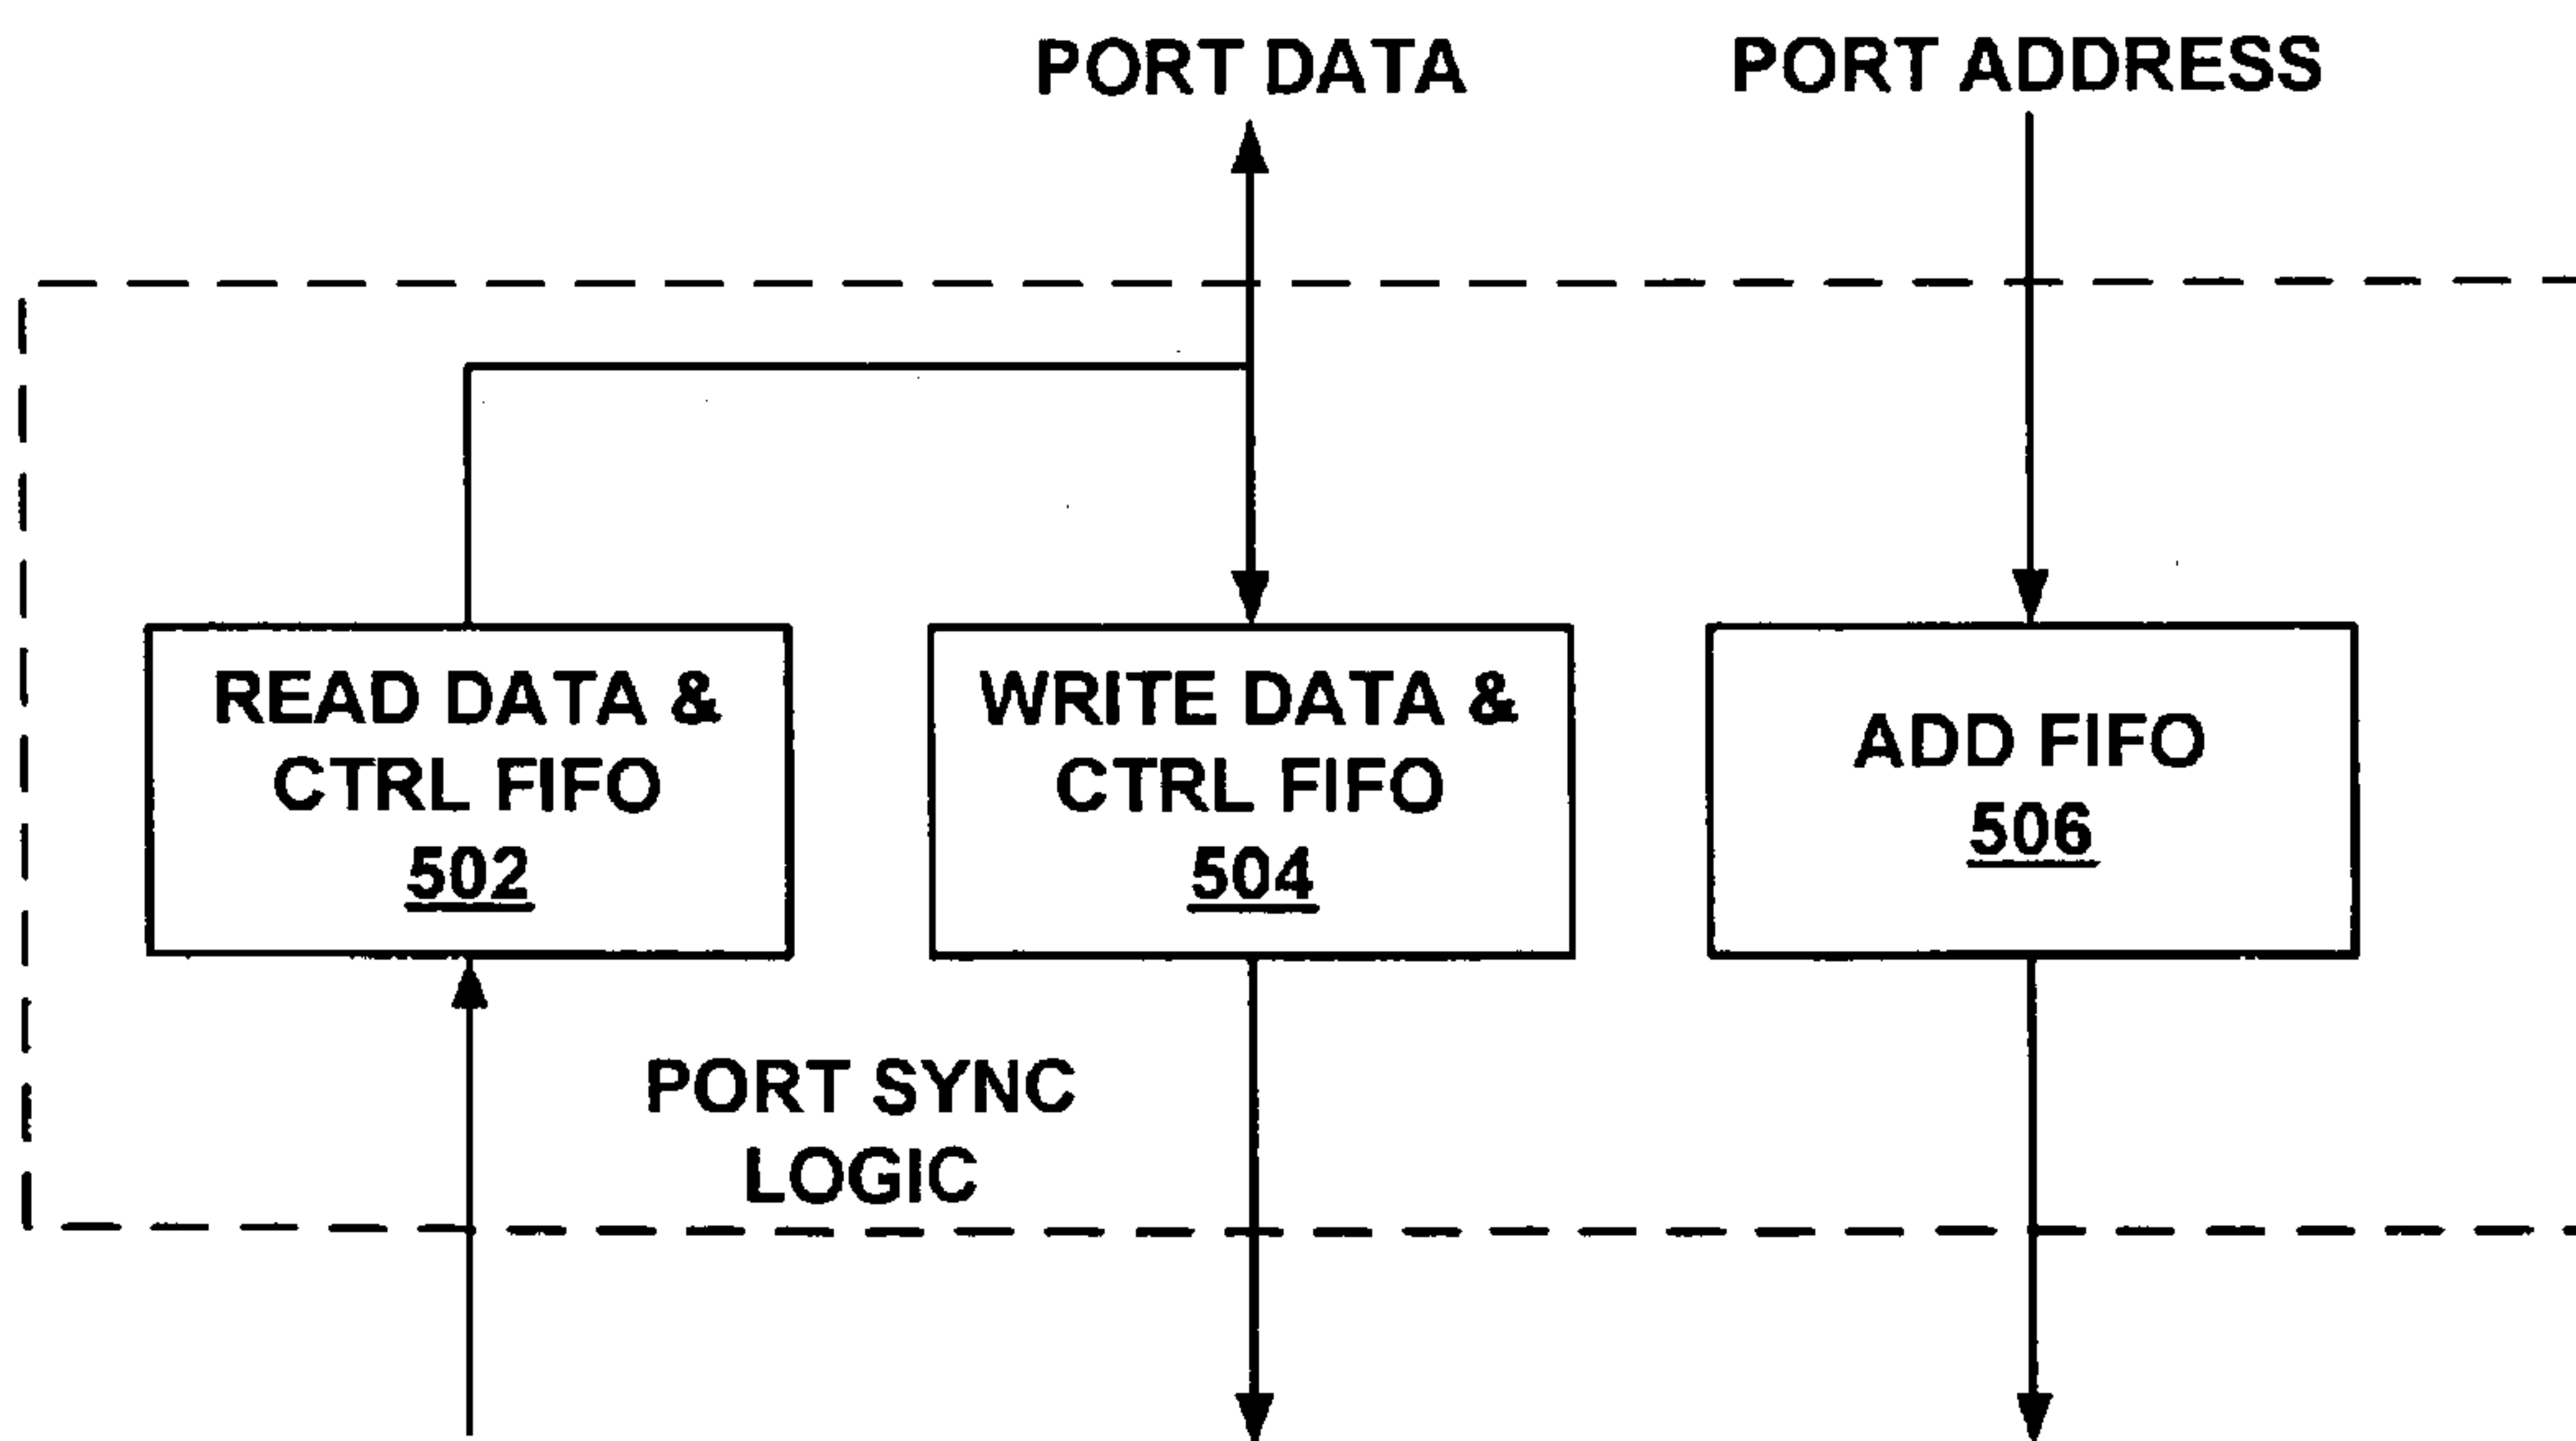 PORT DATA
PORT ADDRESS
READ DATA &
CTRL FIFO
502
WRITE DATA &
CTRL FIFO
504
ADD FIFO
506
PORT SYNC
LOGIC